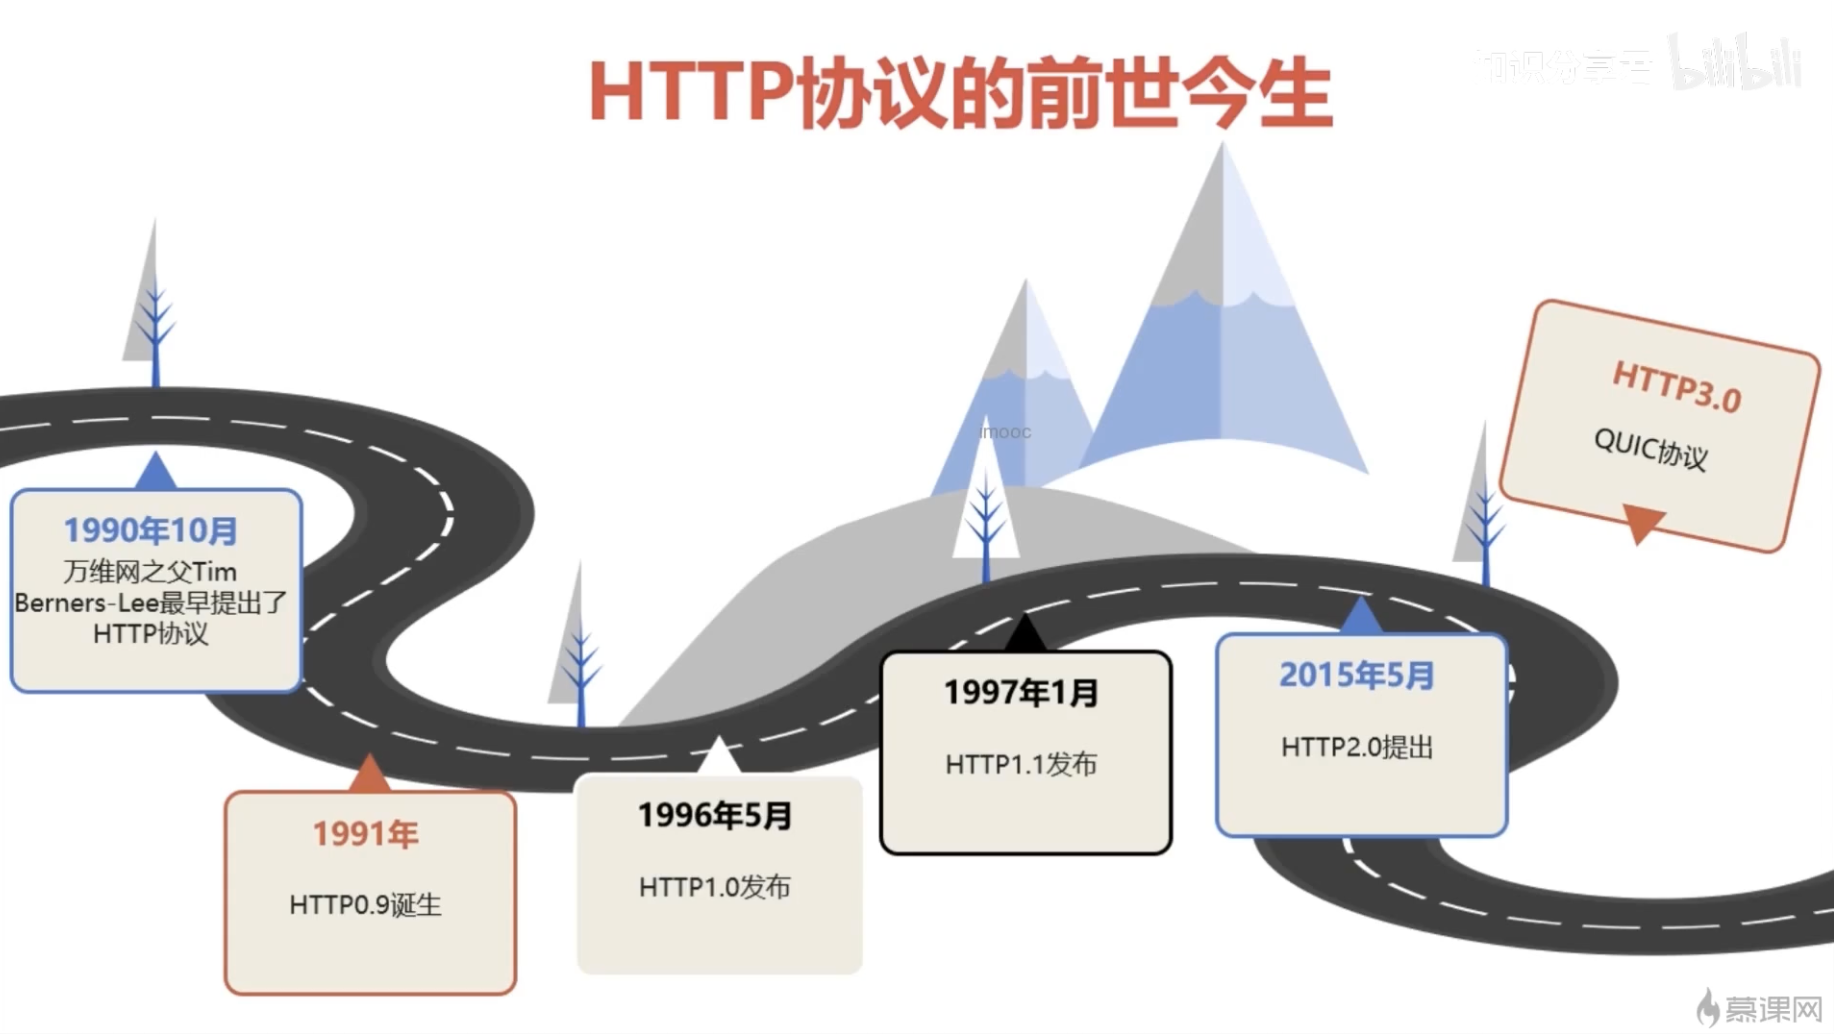 HTTP协议的前世今生
知识分享官 bilibili
imooc
HTTP3.0
QUIC协议
1990年10月
万维网之父Tim
Berners-Lee最早提出了
HTTP协议
1991年
HTTP0.9诞生
1996年5月
HTTP1.0发布
1997年1月
HTTP1.1发布
2015年5月
HTTP2.0提出
慕课网